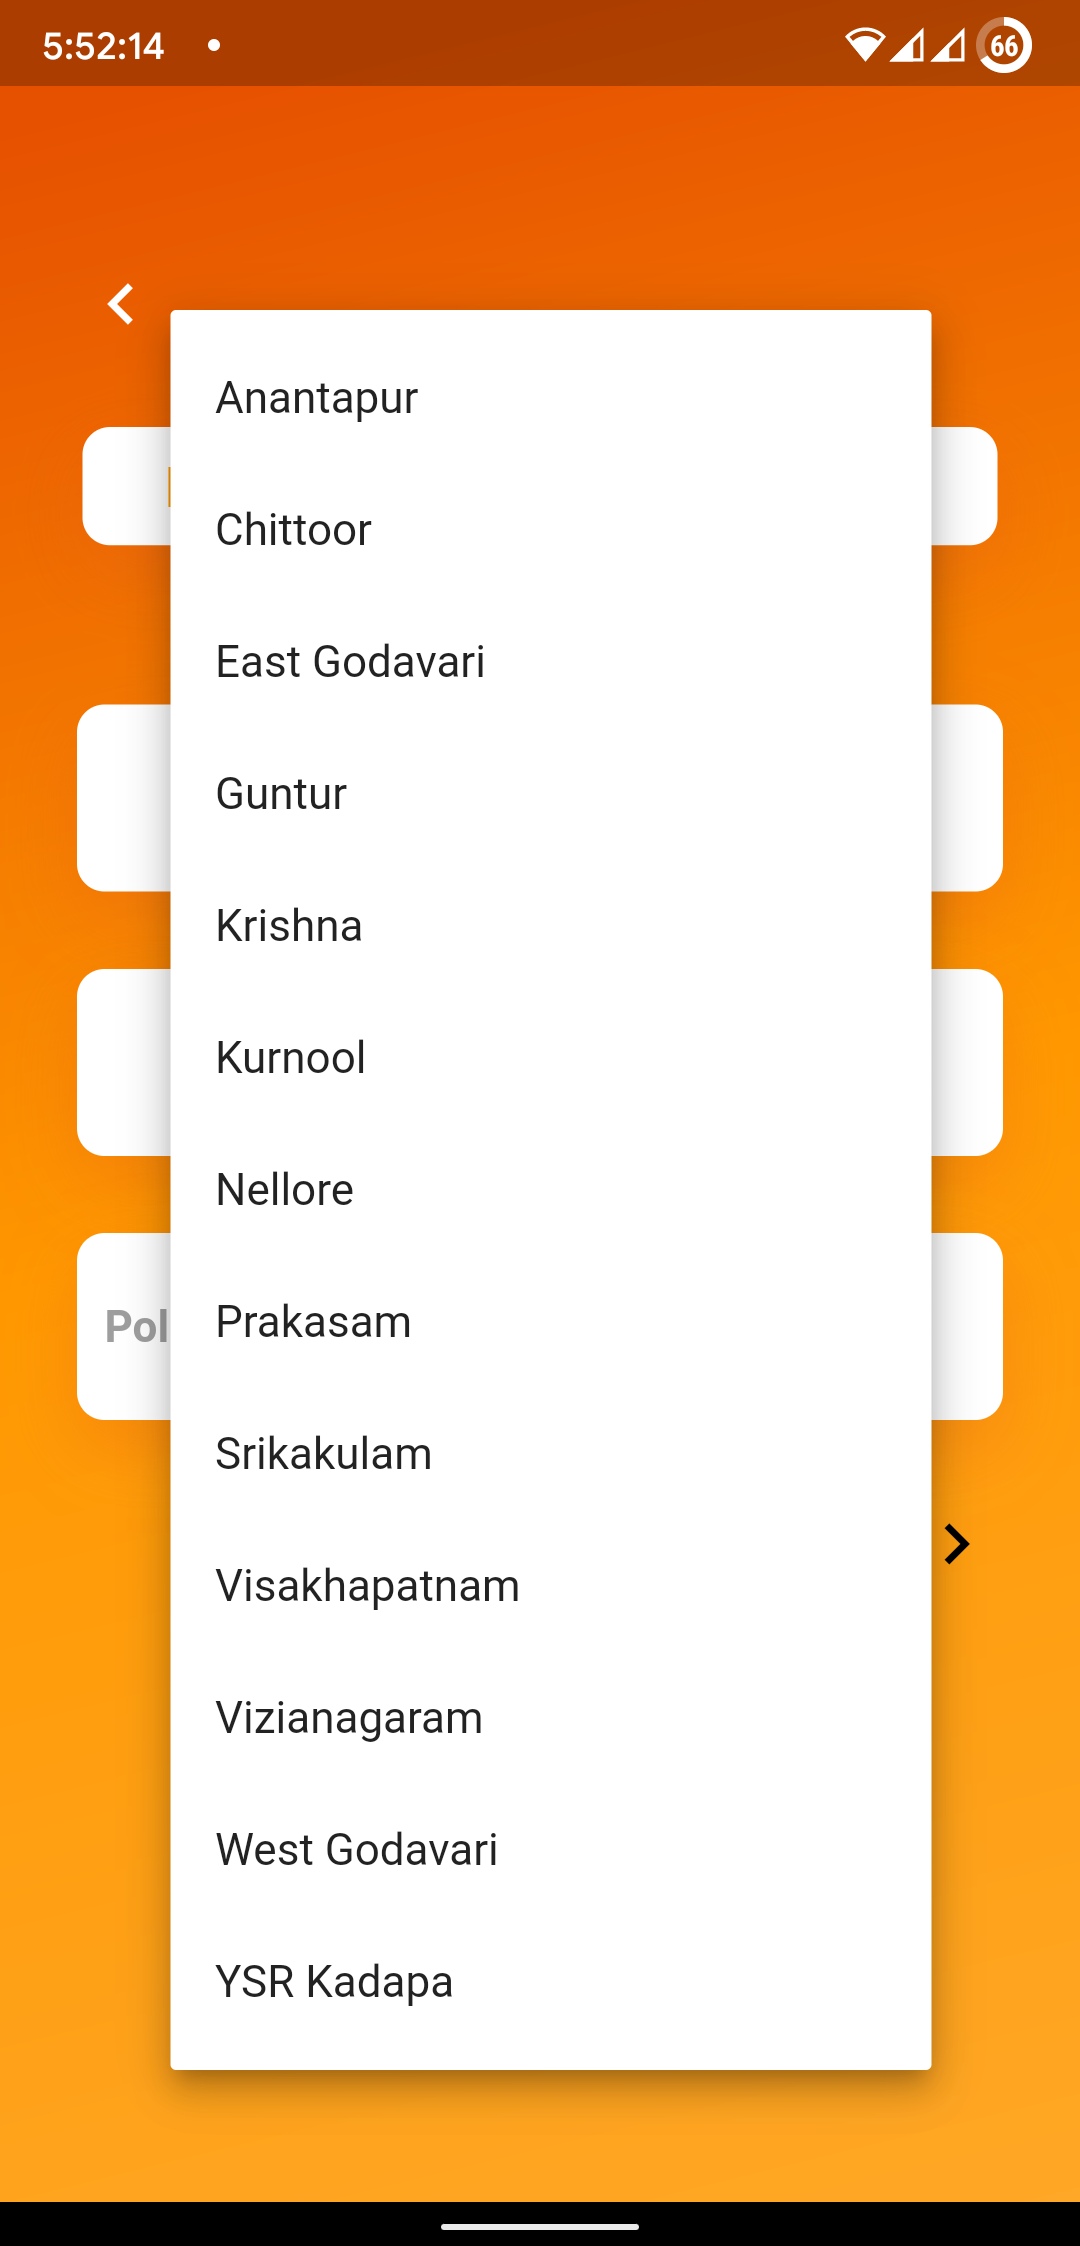 5:52:14
66
Anantapur
Chittoor
East Godavari
Guntur
Krishna
Kurnool
Nellore
Prakasam
Pol
Srikakulam
Visakhapatnam
Vizianagaram
West Godavari
YSR Kadapa